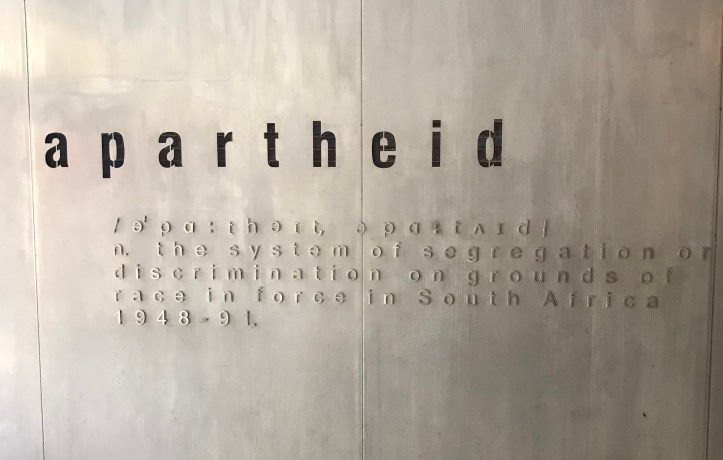 apartheid
/əˈpɑːtheɪt, əpɑːtʌɪd/
n. the system of segregation or
discrimination on grounds of
race in force in South Africa
1948-91.